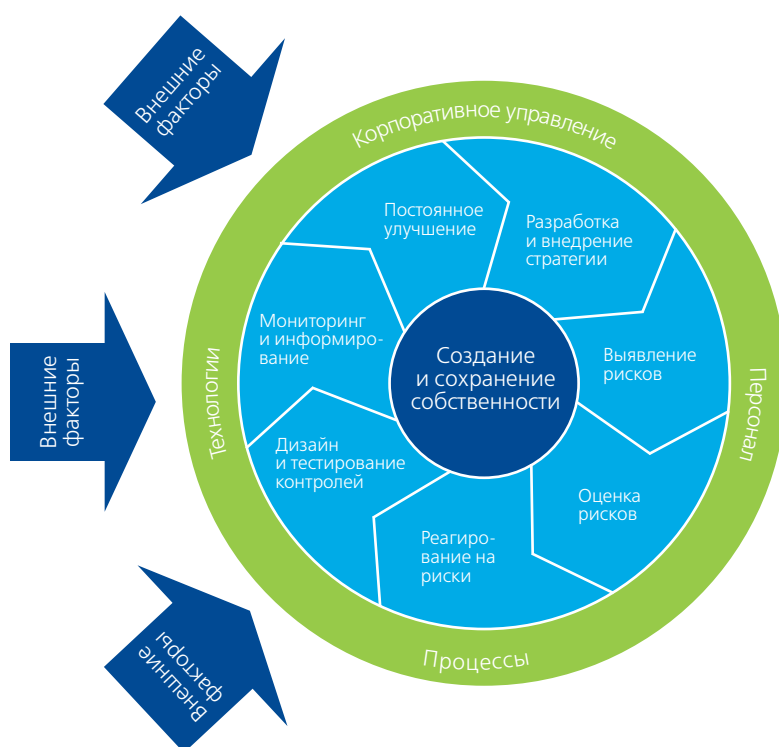 Внешние
факторы
Корпоративное управление
Постоянное
улучшение
Разработка
и внедрение
стратегии
Мониторинг
и информиро-
вание
Создание
и сохранение
собственности
Выявление
рисков
Внешние
факторы
Технологии
Персонал
Дизайн
и тестирование
контролей
Оценка
рисков
Реагиро-
вание на
риски
Внешние
факторы
Процессы